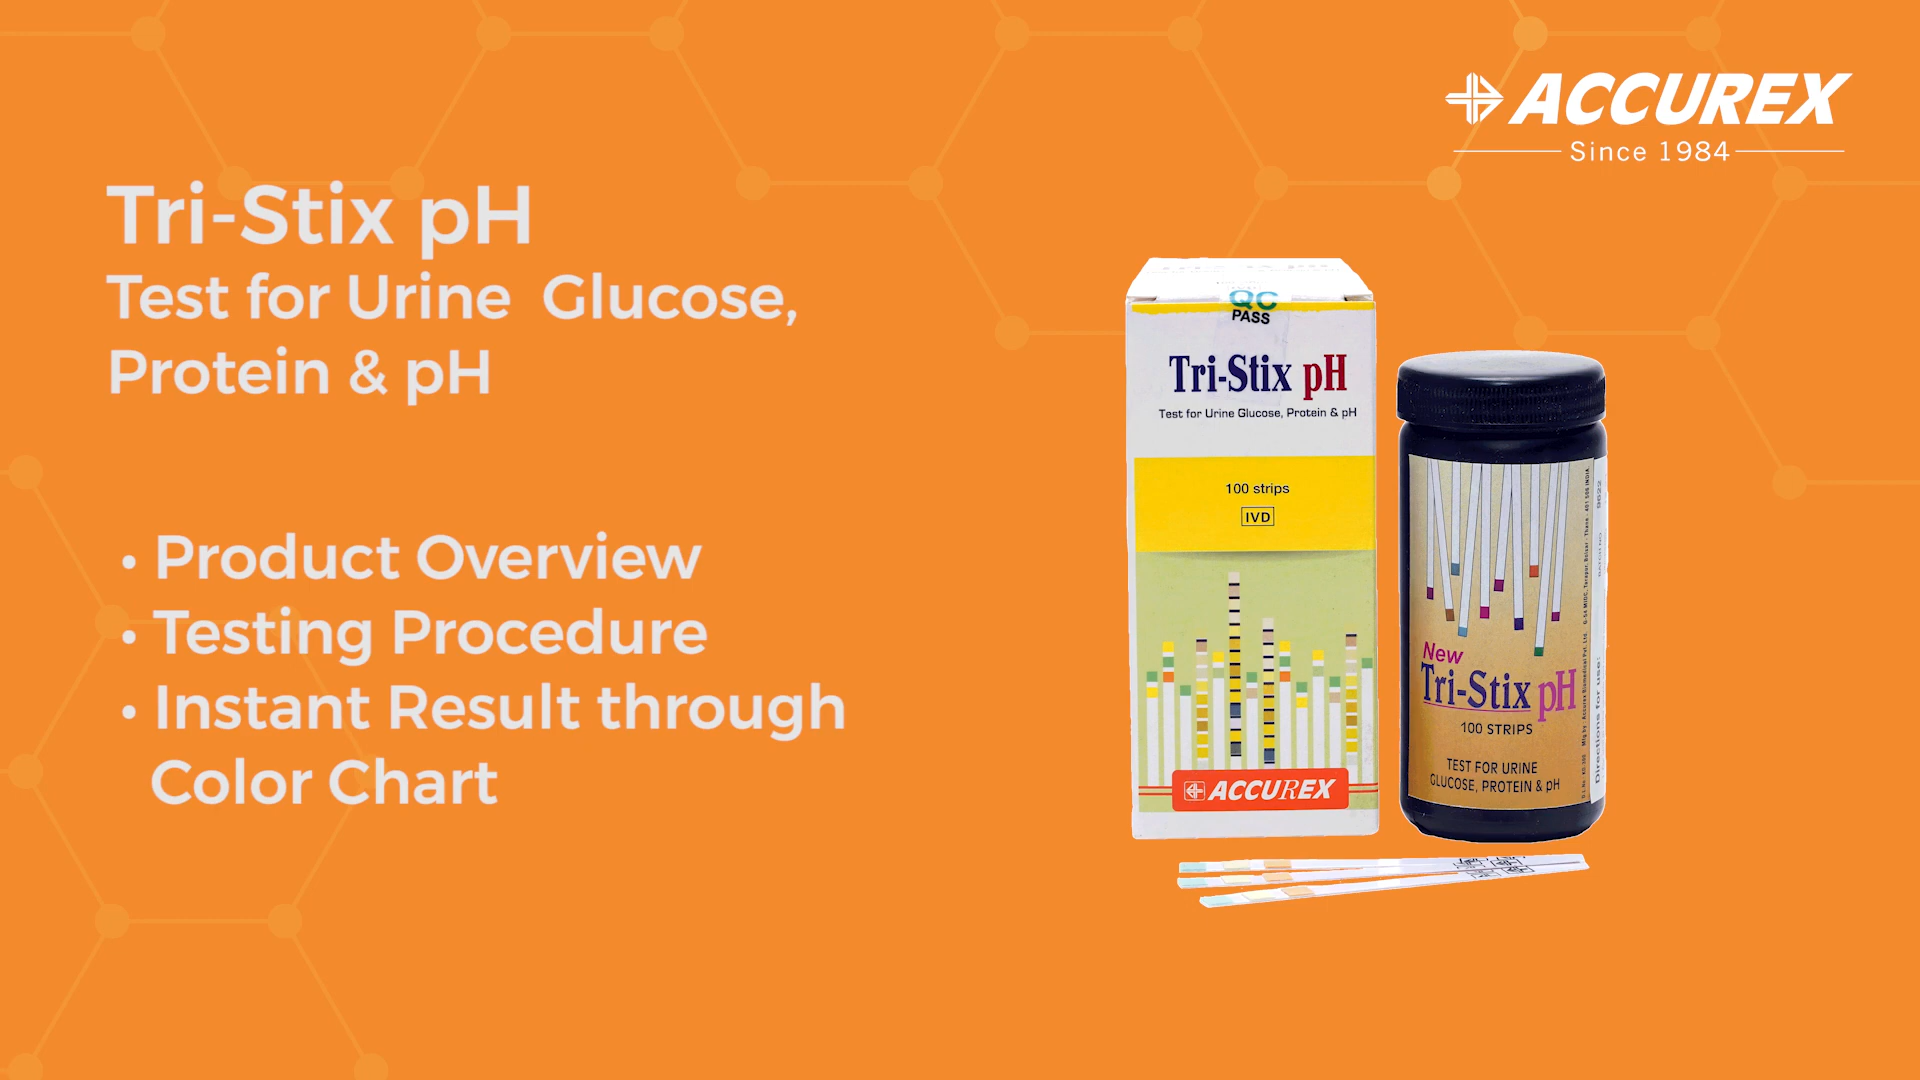 ACCUREX
Since 1984
Tri-Stix pH
Test for Urine Glucose,
Protein & pH
• Product Overview
• Testing Procedure
• Instant Result through
Color Chart
QC
PASS
Tri-Stix pH
Test for Urine Glucose, Protein & pH
100 strips
IVD
ACCUREX
New
Tri-Stix pH
100 STRIPS
TEST FOR URINE
GLUCOSE, PROTEIN & pH
Directions for use: